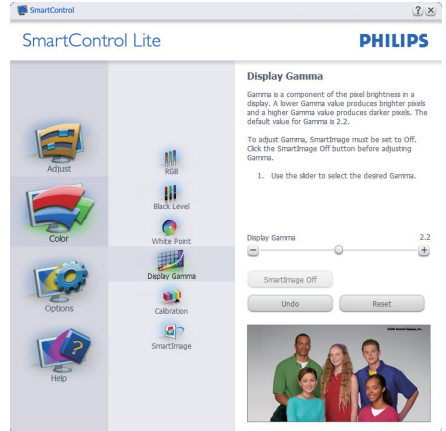 SmartControl
SmartControl Lite
PHILIPS
Adjust
Color
Options
Help
RGB
Black Level
White Point
Display Gamma
Calibration
SmartImage
Display Gamma
Gamma is a component of the pixel brightness in a
display. A lower Gamma value produces brighter pixels
and a higher Gamma value produces darker pixels. The
default value for Gamma is 2.2.
To adjust Gamma, SmartImage must be set to Off.
Click the SmartImage Off button before adjusting
Gamma.
1. Use the slider to select the desired Gamma.
Display Gamma 2.2
SmartImage Off
Undo Reset